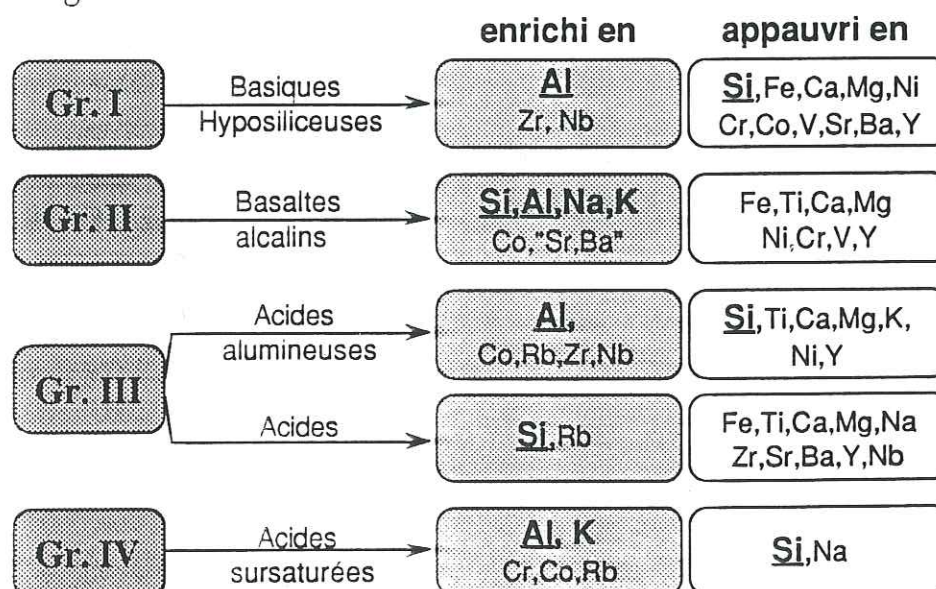 enrichi en appauvri en
Gr. I
Basiques
Hyposiliceuses
Al
Zr, Nb
Si,Fe,Ca,Mg,Ni
Cr,Co,V,Sr,Ba,Y
Gr. II
Basaltes
alcalins
Si,Al,Na,K
Co,"Sr,Ba"
Fe,Ti,Ca,Mg
Ni,Cr,V,Y
Gr. III
Acides
alumineuses
Al,
Co,Rb,Zr,Nb
Si,Ti,Ca,Mg,K,
Ni,Y
Acides
Si,Rb
Fe,Ti,Ca,Mg,Na
Zr,Sr,Ba,Y,Nb
Gr. IV
Acides
sursaturées
Al, K
Cr,Co,Rb
Si,Na